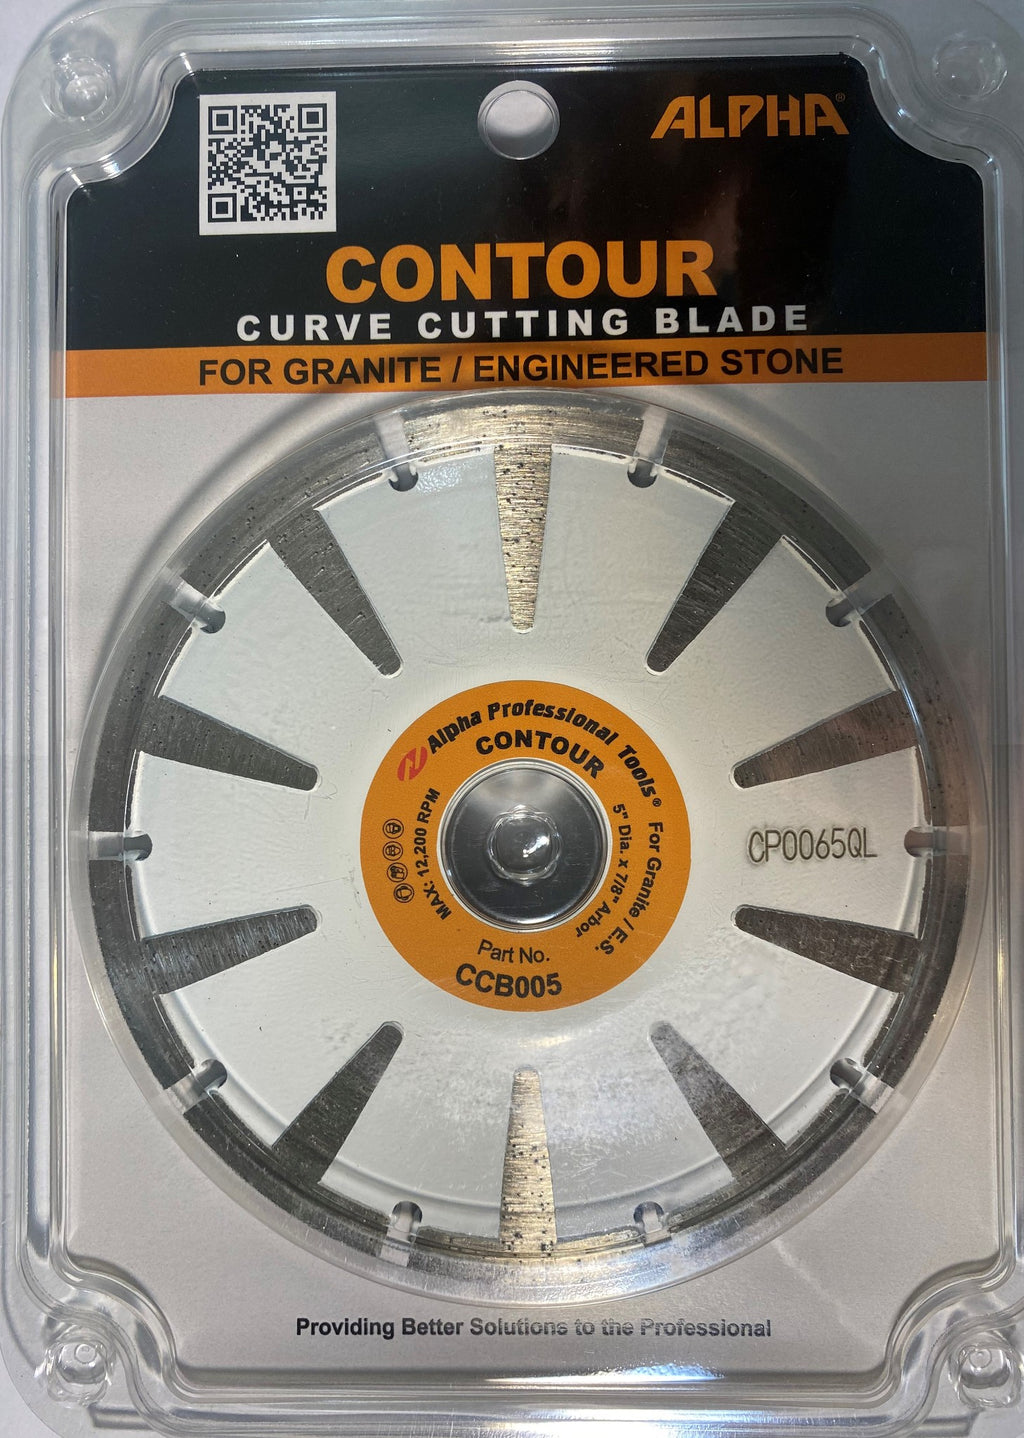 ALPHA®
CONTOUR
CURVE CUTTING BLADE
FOR GRANITE / ENGINEERED STONE
Alpha Professional Tools®
CONTOUR
For Granite / E.S.
5" Dia. x 7/8" Arbor
MAX: 12,200 RPM
Part No.
CCB005
CP0065QL
Providing Better Solutions to the Professional